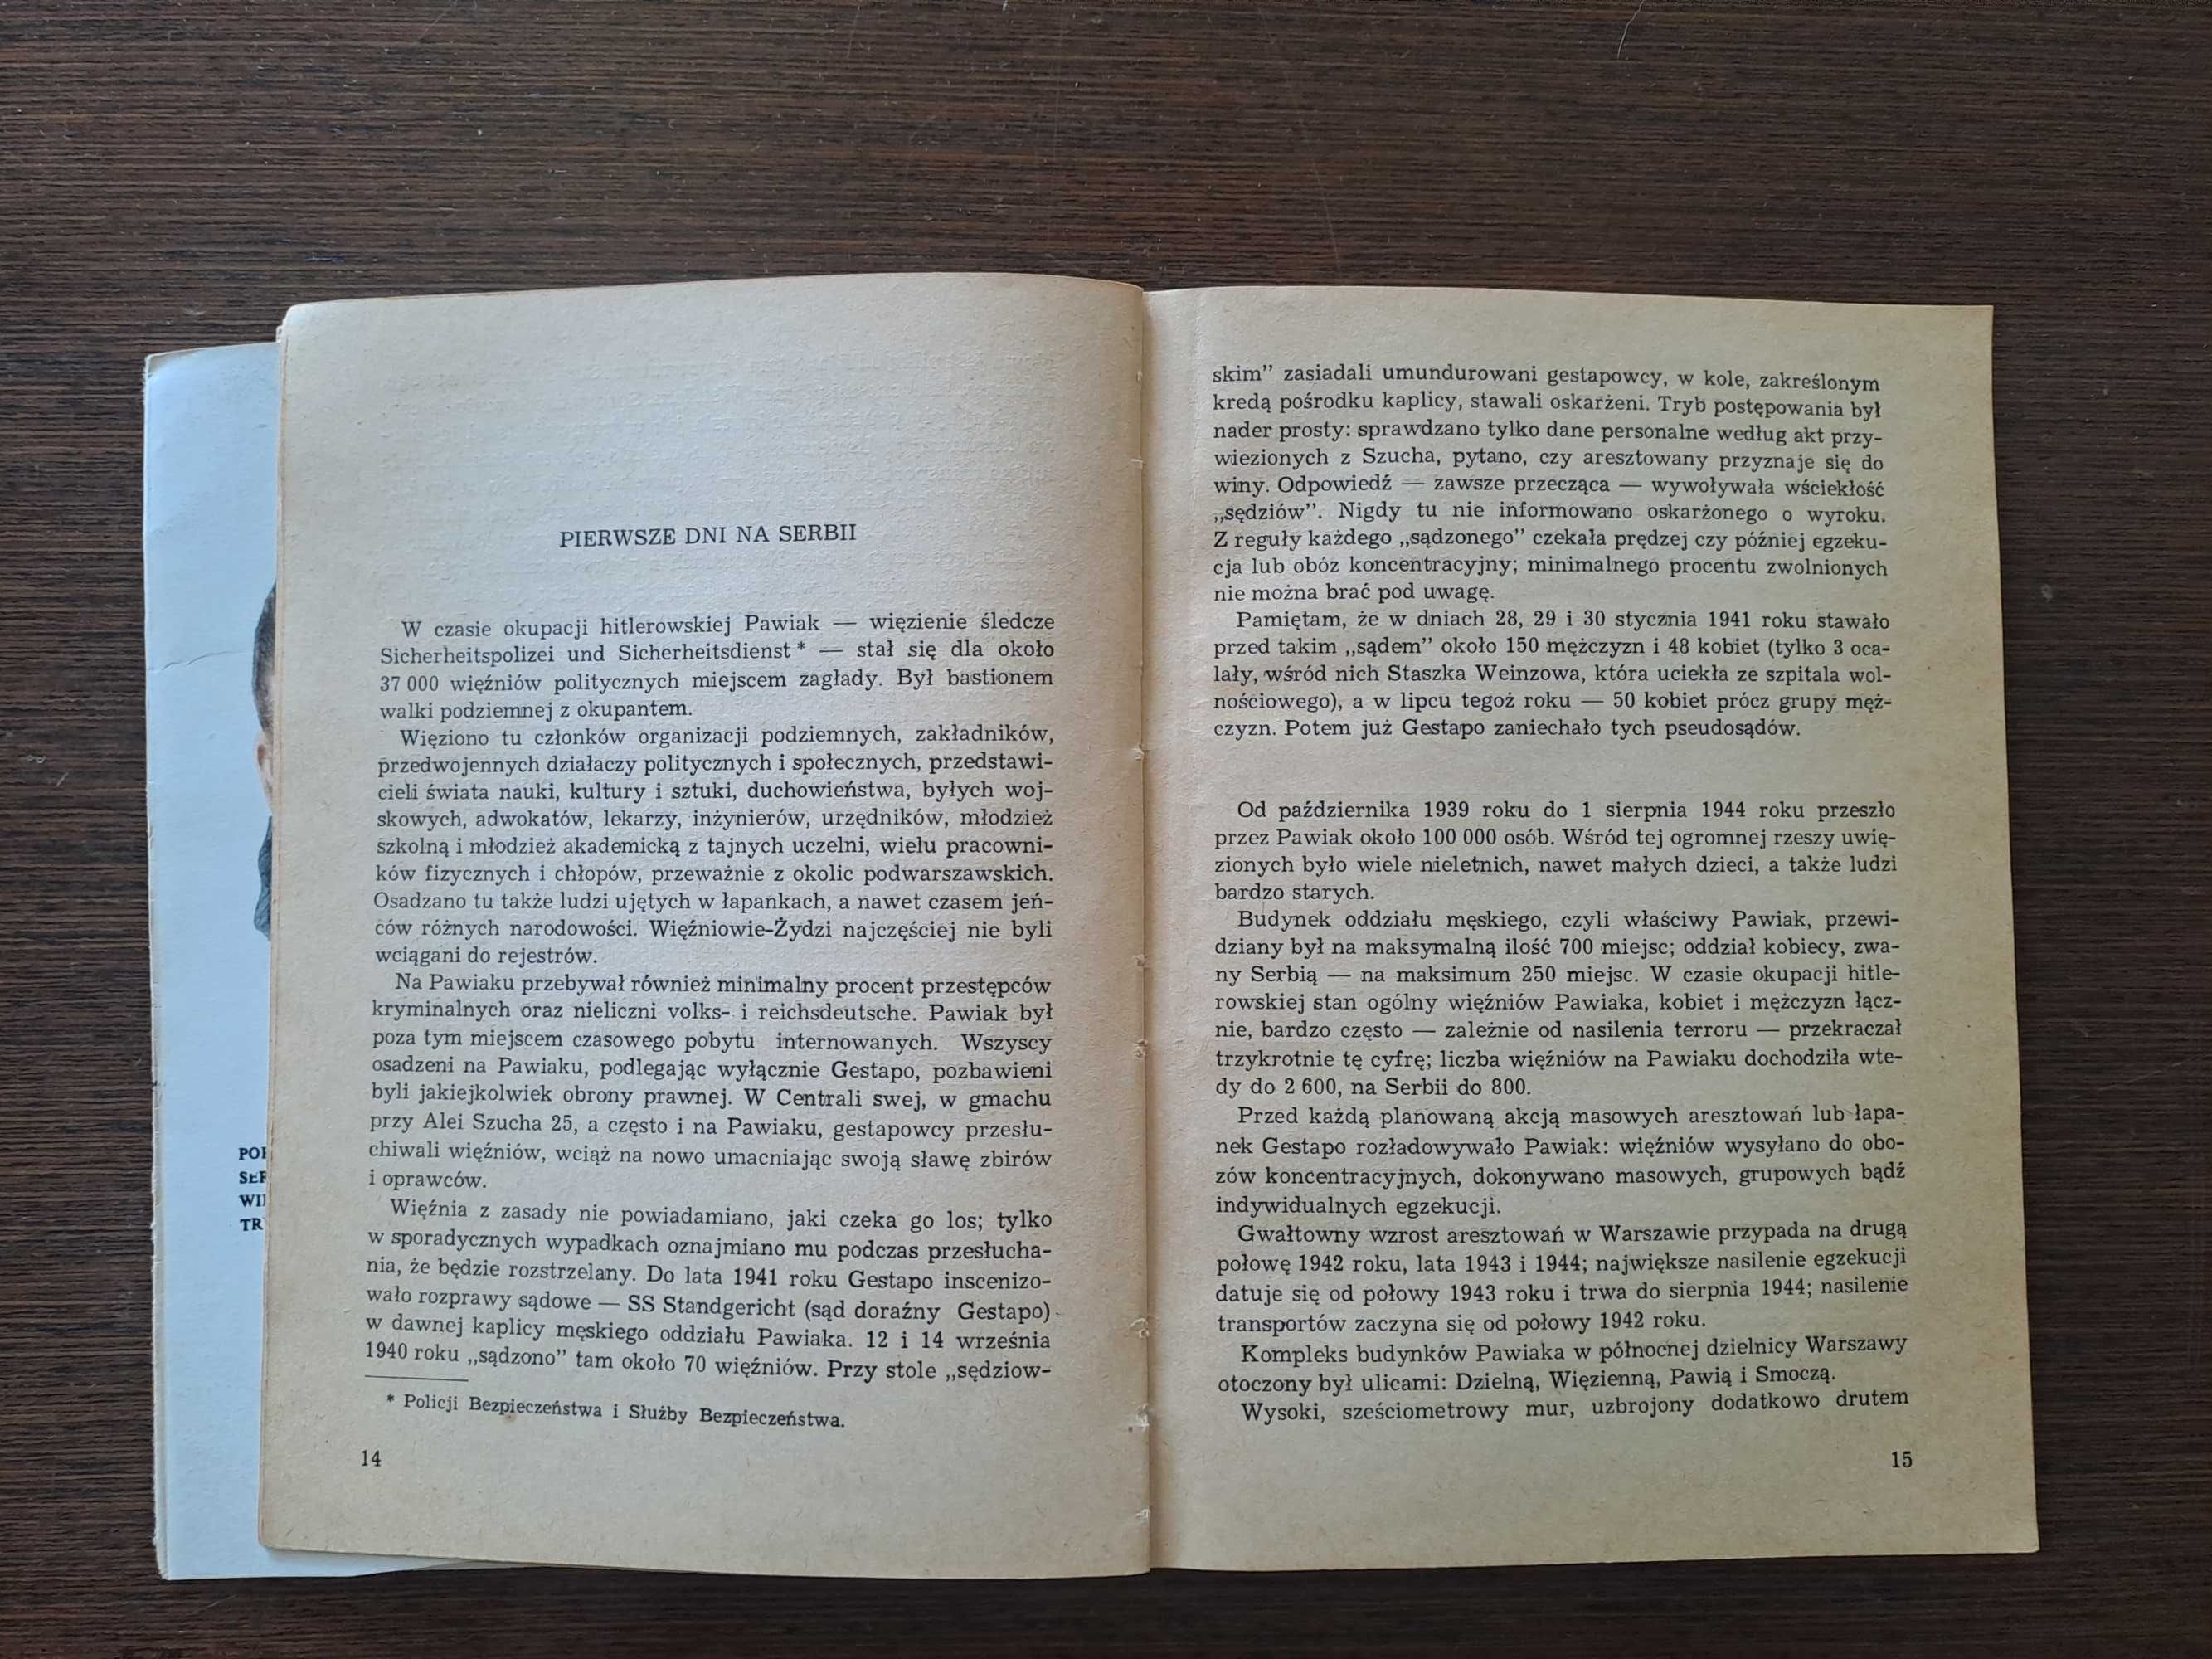 PIERWSZE DNI NA SERBII
W czasie okupacji hitlerowskiej Pawiak — więzienie śledcze
Sicherheitspolizei und Sicherheitsdienst * — stał się dla około
37 000 więźniów politycznych miejscem zagłady. Był bastionem
walki podziemnej z okupantem.
Więziono tu członków organizacji podziemnych, zakładników,
przedwojennych działaczy politycznych i społecznych, przedstawi-
cieli świata nauki, kultury i sztuki, duchowieństwa, byłych woj-
skowych, adwokatów, lekarzy, inżynierów, urzędników, młodzież
szkolną i młodzież akademicką z tajnych uczelni, wielu pracowni-
ków fizycznych i chłopów, przeważnie z okolic podwarszawskich.
Osadzano tu także ludzi ujętych w łapankach, a nawet czasem jeń-
ców różnych narodowości. Więźniowie-Żydzi najczęściej nie byli
wciągani do rejestrów.
Na Pawiaku przebywał również minimalny procent przestępców
kryminalnych oraz nieliczni volks- i reichsdeutsche. Pawiak był
poza tym miejscem czasowego pobytu internowanych. Wszyscy
osadzeni na Pawiaku, podlegając wyłącznie Gestapo, pozbawieni
byli jakiejkolwiek obrony prawnej. W Centrali swej, w gmachu
przy Alei Szucha 25, a często i na Pawiaku, gestapowcy przesłu-
chiwali więźniów, wciąż na nowo umacniając swoją sławę zbirów
i oprawców.
Więźnia z zasady nie powiadamiano, jaki czeka go los; tylko
w sporadycznych wypadkach oznajmiano mu podczas przesłucha-
nia, że będzie rozstrzelany. Do lata 1941 roku Gestapo inscenizo-
wało rozprawy sądowe — SS Standgericht (sąd doraźny Gestapo)
w dawnej kaplicy męskiego oddziału Pawiaka. 12 i 14 września
1940 roku „sądzono” tam około 70 więźniów. Przy stole „sędziow-
* Policji Bezpieczeństwa i Służby Bezpieczeństwa.
14
skim” zasiadali umundurowani gestapowcy, w kole, zakreślonym
kredą pośrodku kaplicy, stawali oskarżeni. Tryb postępowania był
nader prosty: sprawdzano tylko dane personalne według akt przy-
wiezionych z Szucha, pytano, czy aresztowany przyznaje się do
winy. Odpowiedź — zawsze przecząca — wywoływała wściekłość
„sędziów”. Nigdy tu nie informowano oskarżonego o wyroku.
Z reguły każdego „sądzonego” czekała prędzej czy później egzeku-
cja lub obóz koncentracyjny; minimalnego procentu zwolnionych
nie można brać pod uwagę.
Pamiętam, że w dniach 28, 29 i 30 stycznia 1941 roku stawało
przed takim „sądem” około 150 mężczyzn i 48 kobiet (tylko 3 oca-
lały, wśród nich Staszka Weinzowa, która uciekła ze szpitala wol-
nościowego), a w lipcu tegoż roku — 50 kobiet prócz grupy męż-
czyzn. Potem już Gestapo zaniechało tych pseudosądów.
Od października 1939 roku do 1 sierpnia 1944 roku przeszło
przez Pawiak około 100 000 osób. Wśród tej ogromnej rzeszy uwię-
zionych było wiele nieletnich, nawet małych dzieci, a także ludzi
bardzo starych.
Budynek oddziału męskiego, czyli właściwy Pawiak, przewi-
dziany był na maksymalną ilość 700 miejsc; oddział kobiecy, zwa-
ny Serbią — na maksimum 250 miejsc. W czasie okupacji hitle-
rowskiej stan ogólny więźniów Pawiaka, kobiet i mężczyzn łącz-
nie, bardzo często — zależnie od nasilenia terroru — przekraczał
trzykrotnie tę cyfrę; liczba więźniów na Pawiaku dochodziła wte-
dy do 2 600, na Serbii do 800.
Przed każdą planowaną akcją masowych aresztowań lub łapa-
nek Gestapo rozładowywało Pawiak: więźniów wysyłano do obo-
zów koncentracyjnych, dokonywano masowych, grupowych bądź
indywidualnych egzekucji.
Gwałtowny wzrost aresztowań w Warszawie przypada na drugą
połowę 1942 roku, lata 1943 i 1944; największe nasilenie egzekucji
datuje się od połowy 1943 roku i trwa do sierpnia 1944; nasilenie
transportów zaczyna się od połowy 1942 roku.
Kompleks budynków Pawiaka w północnej dzielnicy Warszawy
otoczony był ulicami: Dzielną, Więzienną, Pawią i Smoczą.
Wysoki, sześciometrowy mur, uzbrojony dodatkowo drutem
15